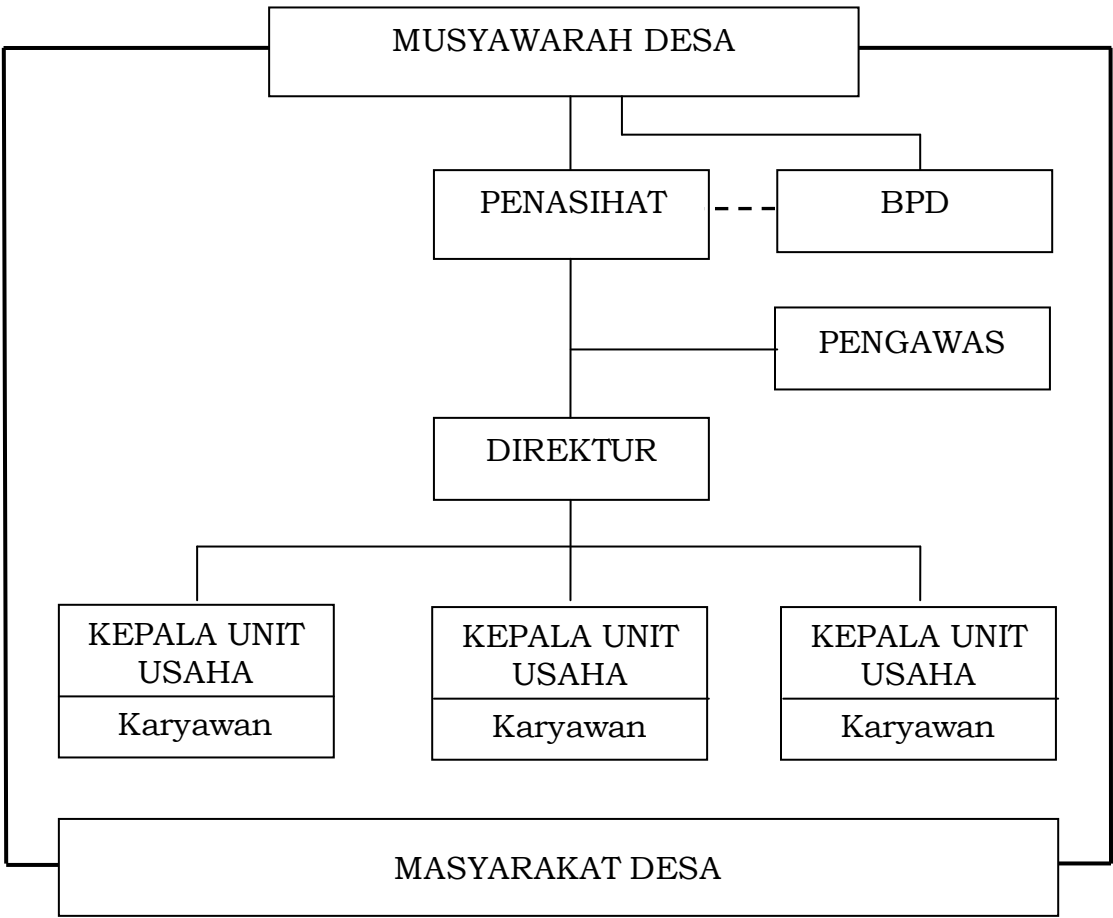 MUSYAWARAH DESA
PENASIHAT
BPD
PENGAWAS
DIREKTUR
KEPALA UNIT
USAHA
Karyawan
KEPALA UNIT
USAHA
Karyawan
KEPALA UNIT
USAHA
Karyawan
MASYARAKAT DESA